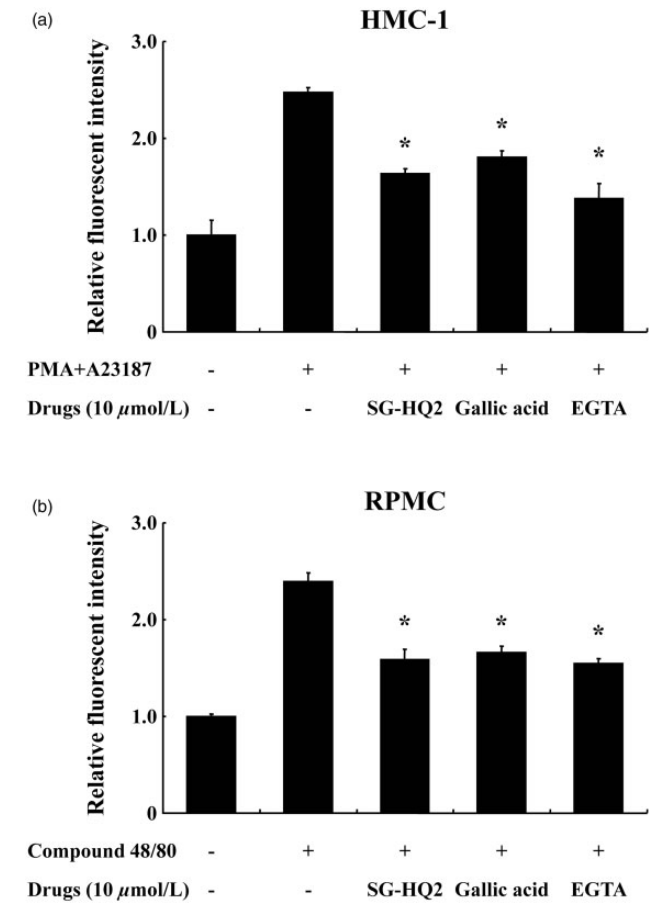 (a)
HMC-1
Relative fluorescent intensity
3.0
2.0
1.0
0
* * *
PMA+A23187 - + + + +
Drugs (10 µmol/L) - - SG-HQ2 Gallic acid EGTA
(b)
RPMC
Relative fluorescent intensity
3.0
2.0
1.0
0
* * *
Compound 48/80 - + + + +
Drugs (10 µmol/L) - - SG-HQ2 Gallic acid EGTA